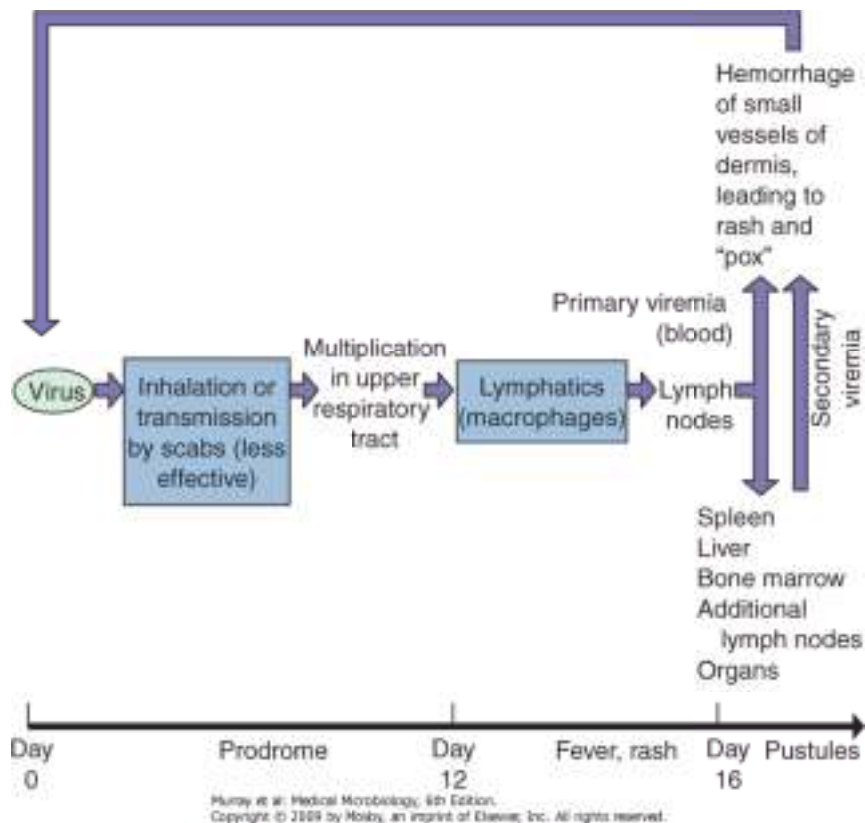 Hemorrhage
of small
vessels of
dermis,
leading to
rash and
"pox"
Primary viremia
(blood)
Secondary
viremia
Virus
Inhalation or
transmission
by scabs (less
effective)
Multiplication
in upper
respiratory
tract
Lymphatics
(macrophages)
Lymph
nodes
Spleen
Liver
Bone marrow
Additional
lymph nodes
Organs
Day
0
Prodrome
Day
12
Fever, rash
Day
16
Pustules
Murray et al: Medical Microbiology, 6th Edition.
Copyright © 2009 by Mosby, an imprint of Elsevier, Inc. All rights reserved.